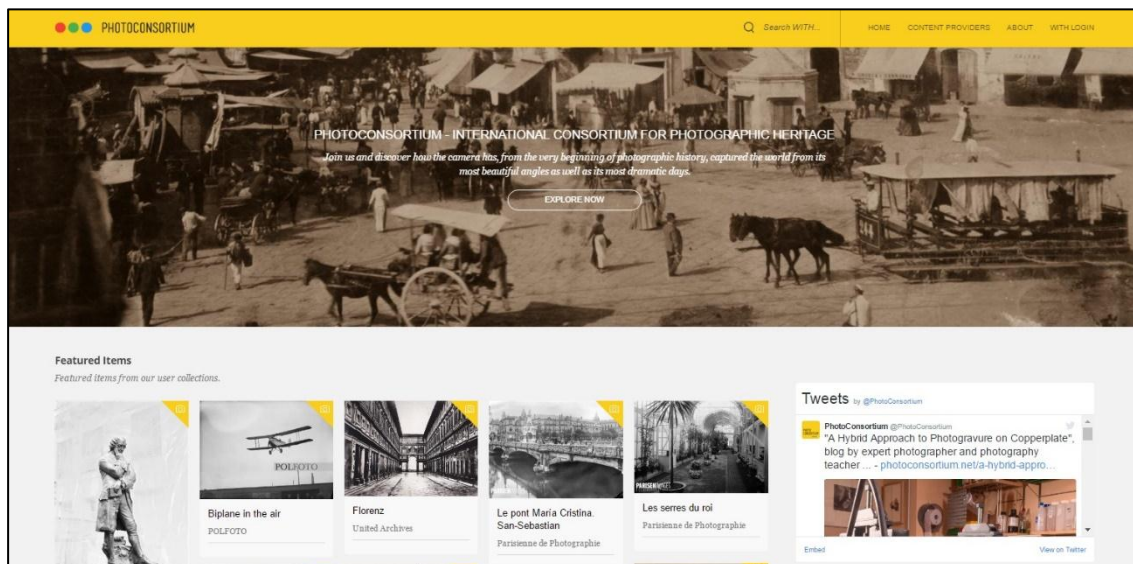 PHOTOCONSORTIUM
Search WITH...
HOME CONTENT PROVIDERS ABOUT WITH LOGIN
PHOTOCONSORTIUM - INTERNATIONAL CONSORTIUM FOR PHOTOGRAPHIC HERITAGE
Join us and discover how the camera has, from the very beginning of photographic history, captured the world from its
most beautiful angles as well as its most dramatic days.
EXPLORE NOW
Featured Items
Featured items from our user collections.
POLFOTO
Biplane in the air
POLFOTO
Florenz
United Archives
Le pont María Cristina.
San-Sebastian
Parisienne de Photographie
PARISENIMAGES
Les serres du roi
Parisienne de Photographie
Tweets by @PhotoConsortium
PhotoConsortium @PhotoConsortium
"A Hybrid Approach to Photogravure on Copperplate",
blog by expert photographer and photography
teacher ... - photoconsortium.net/a-hybrid-appro...
Embed
View on Twitter